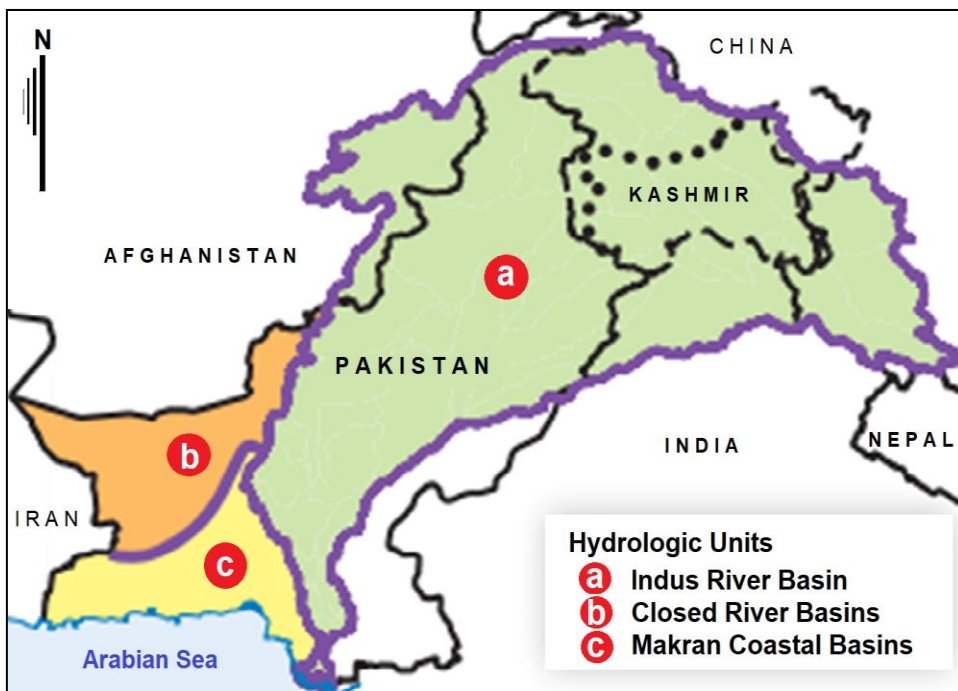 N
CHINA
KASHMIR
AFGHANISTAN
a
PAKISTAN
b
INDIA
NEPAL
IRAN
c
Arabian Sea
Hydrologic Units
a Indus River Basin
b Closed River Basins
c Makran Coastal Basins